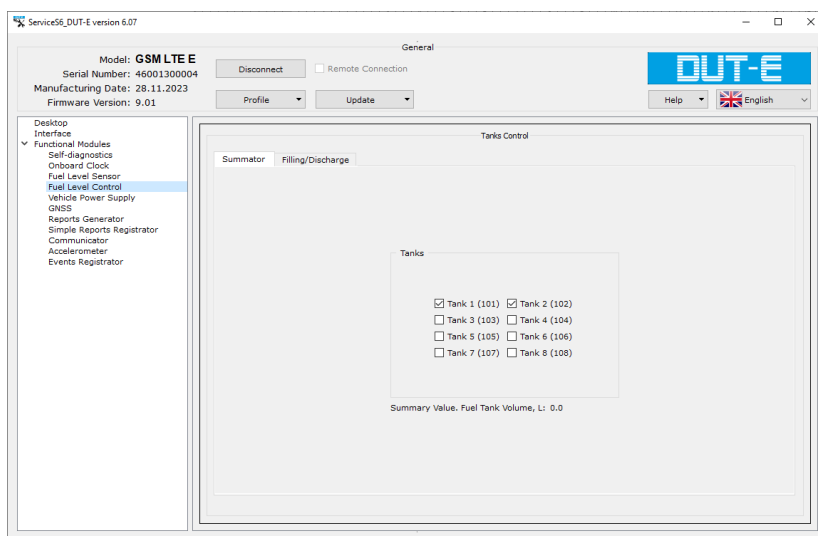 ServiceS6_DUT-E version 6.07
General
Model: GSM LTE E
Serial Number: 46001300004
Manufacturing Date: 28.11.2023
Firmware Version: 9.01
Disconnect
Remote Connection
Profile
Update
DUT-E
Help
English
Desktop
Interface
Functional Modules
Self-diagnostics
Onboard Clock
Fuel Level Sensor
Fuel Level Control
Vehicle Power Supply
GNSS
Reports Generator
Simple Reports Registrator
Communicator
Accelerometer
Events Registrator
Tanks Control
Summator Filling/Discharge
Tanks
Tank 1 (101) Tank 2 (102)
Tank 3 (103) Tank 4 (104)
Tank 5 (105) Tank 6 (106)
Tank 7 (107) Tank 8 (108)
Summary Value. Fuel Tank Volume, L: 0.0